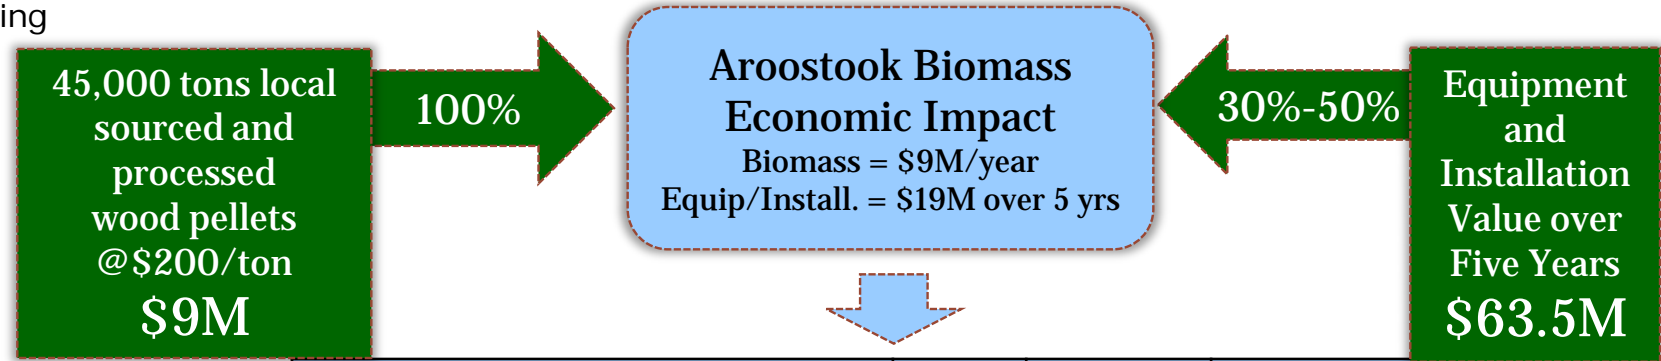 ing
45,000 tons local
sourced and
processed
wood pellets
@$200/ton
$9M
100%
Aroostook Biomass
Economic Impact
Biomass = $9M/year
Equip/Install. = $19M over 5 yrs
30%-50%
Equipment
and
Installation
Value over
Five Years
$63.5M